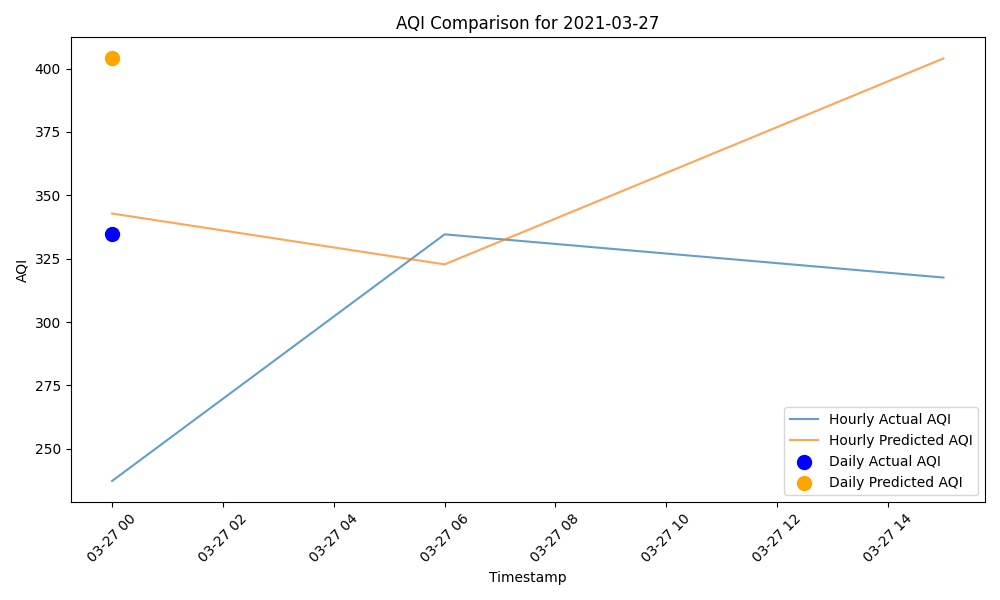 AQI Comparison for 2021-03-27
AQI
400
375
350
325
300
275
250
03-27 00
03-27 02
03-27 04
03-27 06
03-27 08
03-27 10
03-27 12
03-27 14
Timestamp
Hourly Actual AQI
Hourly Predicted AQI
Daily Actual AQI
Daily Predicted AQI